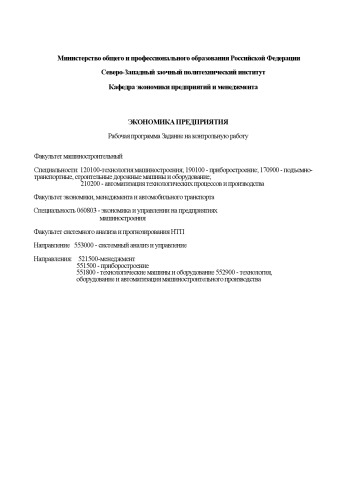 Министерство общего и профессионального образования Российской Федерации
Северо-Западный заочный политехнический институт
Кафедра экономики предприятий и менеджмента
ЭКОНОМИКА ПРЕДПРИЯТИЯ
Рабочая программа Задание на контрольную работу
Факультет машиностроительный
Специальности 120100-технология машиностроения; 190100 - приборостроение, 170900 - подъемно-
транспортные, строительные дорожные машины и оборудование,
210200 - автоматизация технологических процессов и производства
Факультет экономики, менеджмента и автомобильного транспорта
Специальность 060803 - экономика и управления на предприятиях
машиностроения
Факультет системного анализа и прогнозирования НТП
Направление 553000 - системный анализ и управление
Направления 521500-менеджмент
551500 - приборостроение
551800 - технологические машины и оборудование 552900 - технология,
оборудование и автоматизация машиностроительного производства